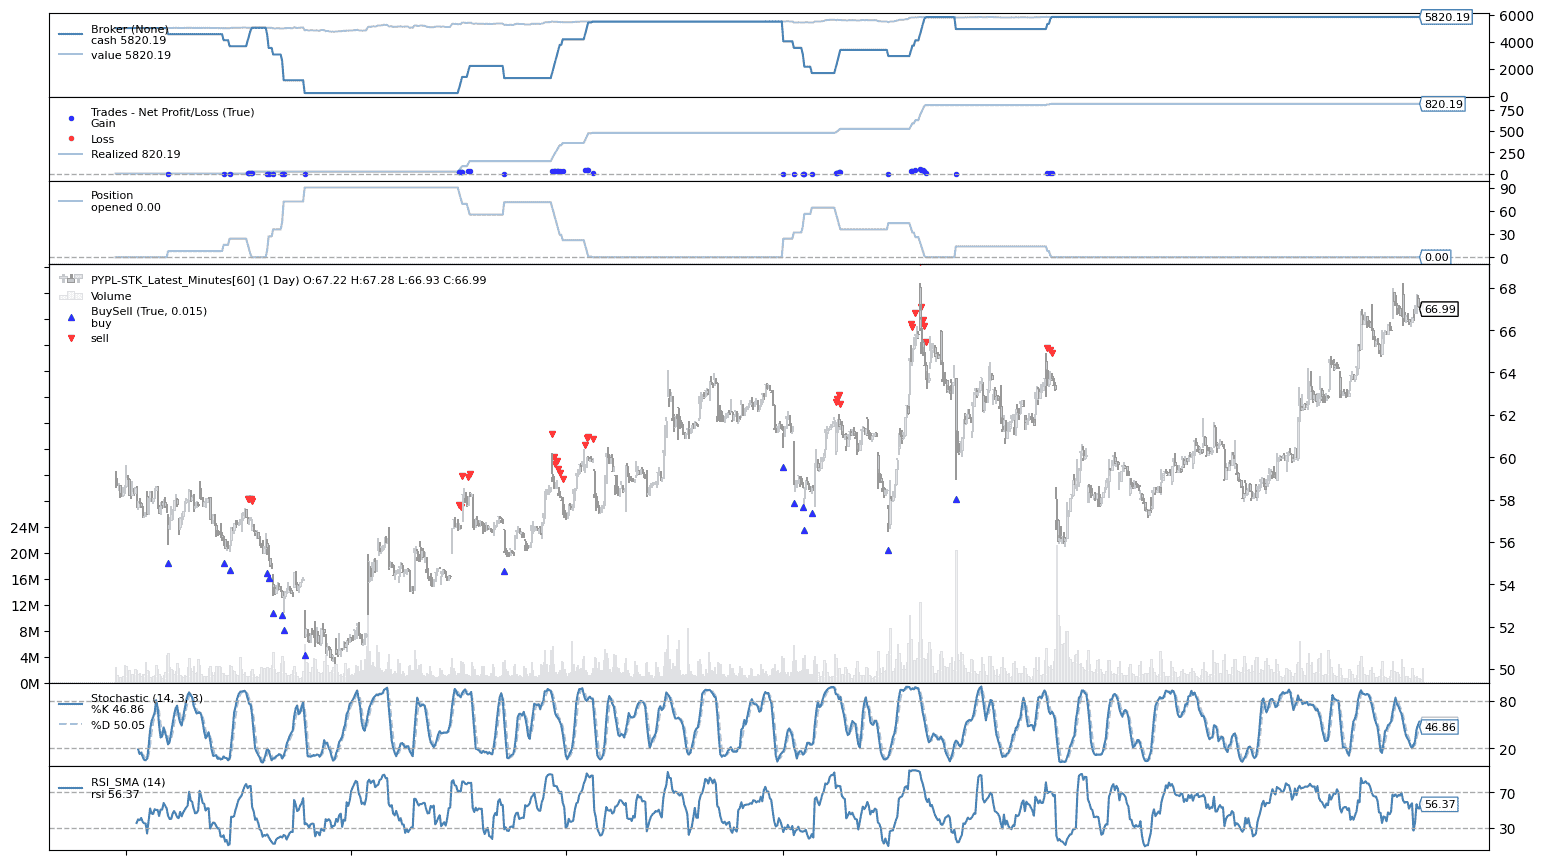 Broker (None)
cash 5820.19
value 5820.19
5820.19
6000
4000
2000
0
Trades - Net Profit/Loss (True)
Gain
Loss
Realized 820.19
820.19
750
500
250
0
Position
opened 0.00
90
60
30
0
0.00
PYPL-STK_Latest_Minutes[60] (1 Day) O:67.22 H:67.28 L:66.93 C:66.99
Volume
BuySell (True, 0.015)
buy
sell
68
66.99
66
64
62
60
58
56
54
52
50
24M
20M
16M
12M
8M
4M
0M
Stochastic (14, 3, 3)
%K 46.86
%D 50.05
80
46.86
20
RSI_SMA (14)
rsi 56.37
70
56.37
30